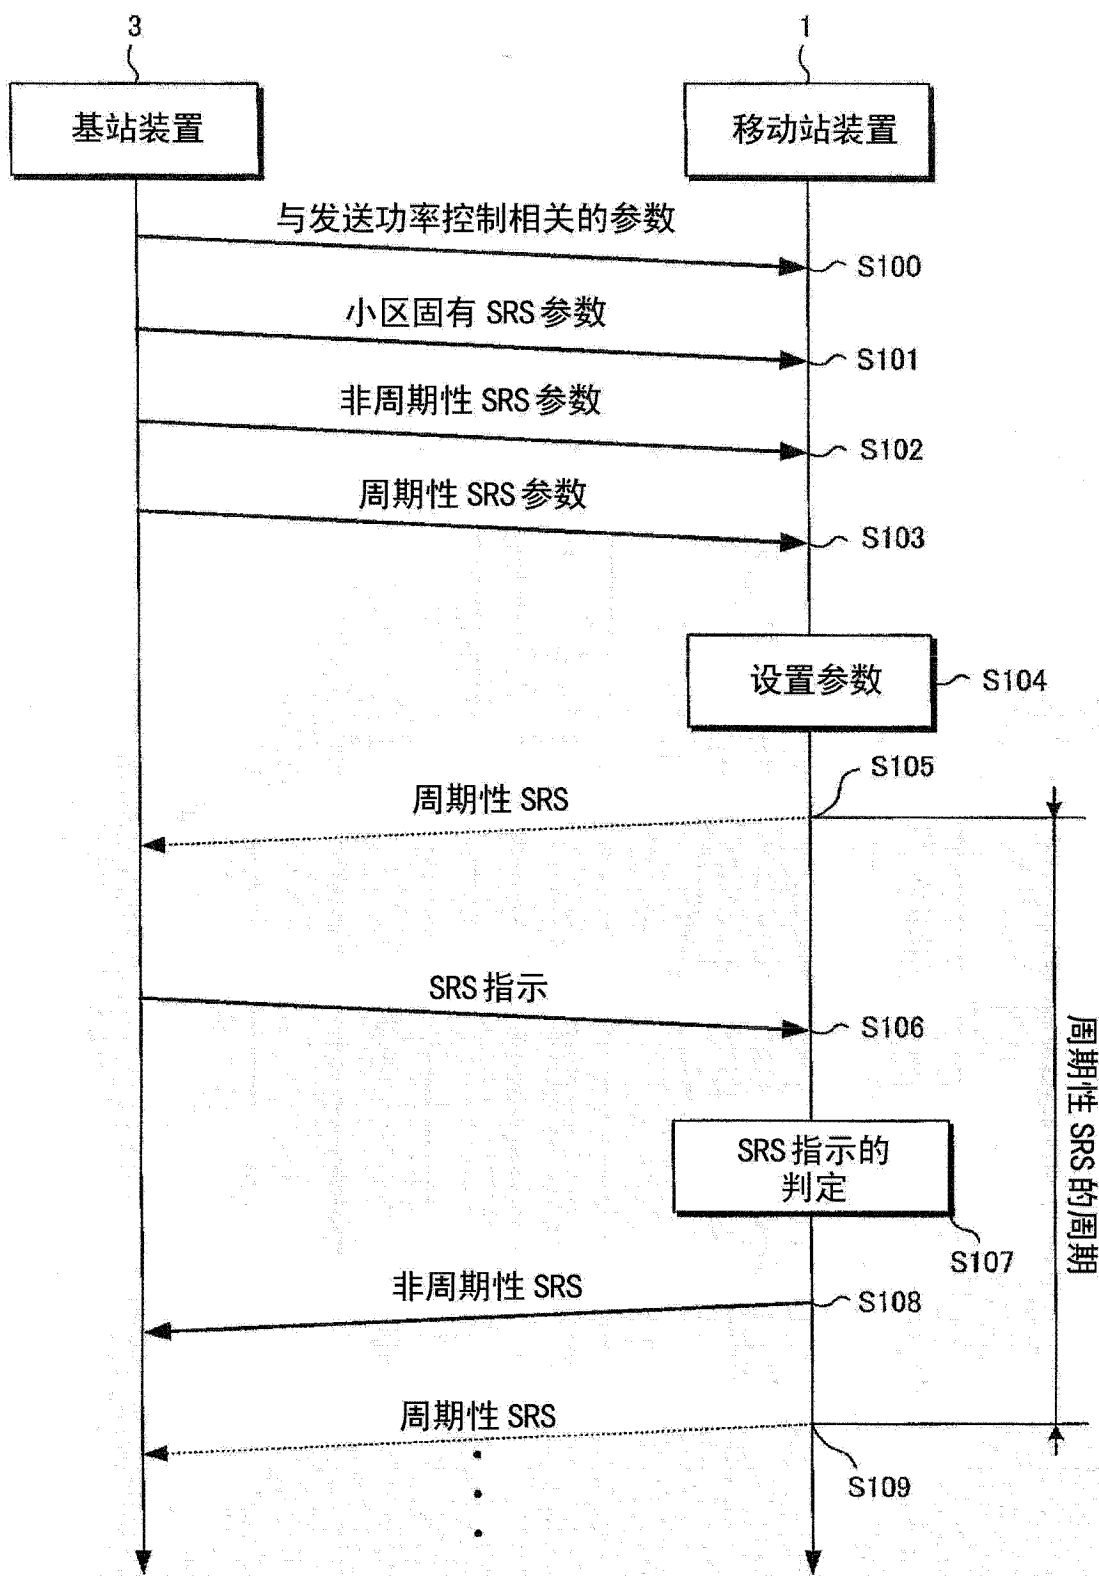 3
1
基站装置
移动站装置
与发送功率控制相关的参数
S100
小区固有 SRS 参数
S101
非周期性 SRS 参数
S102
周期性 SRS 参数
S103
设置参数
S104
S105
周期性 SRS
SRS 指示
S106
周期性 SRS 的周期
SRS 指示的
判定
S107
非周期性 SRS
S108
周期性 SRS
S109